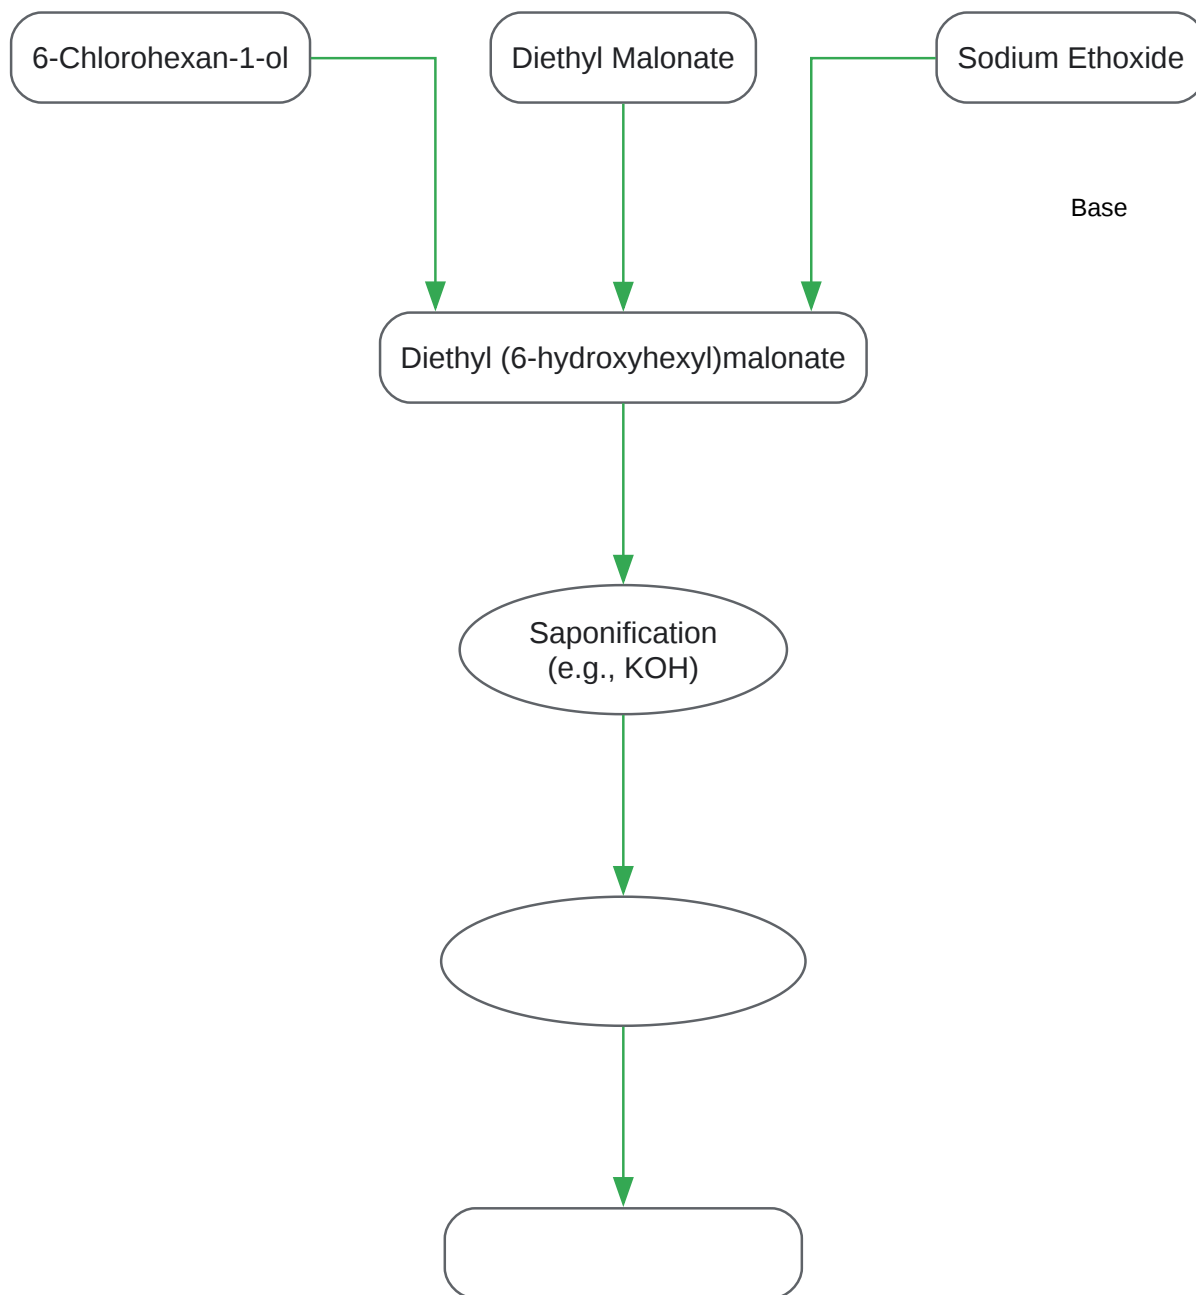 6-Chlorohexan-1-ol
Diethyl Malonate
Sodium Ethoxide
Base
Diethyl (6-hydroxyhexyl)malonate
Saponification
(e.g., KOH)